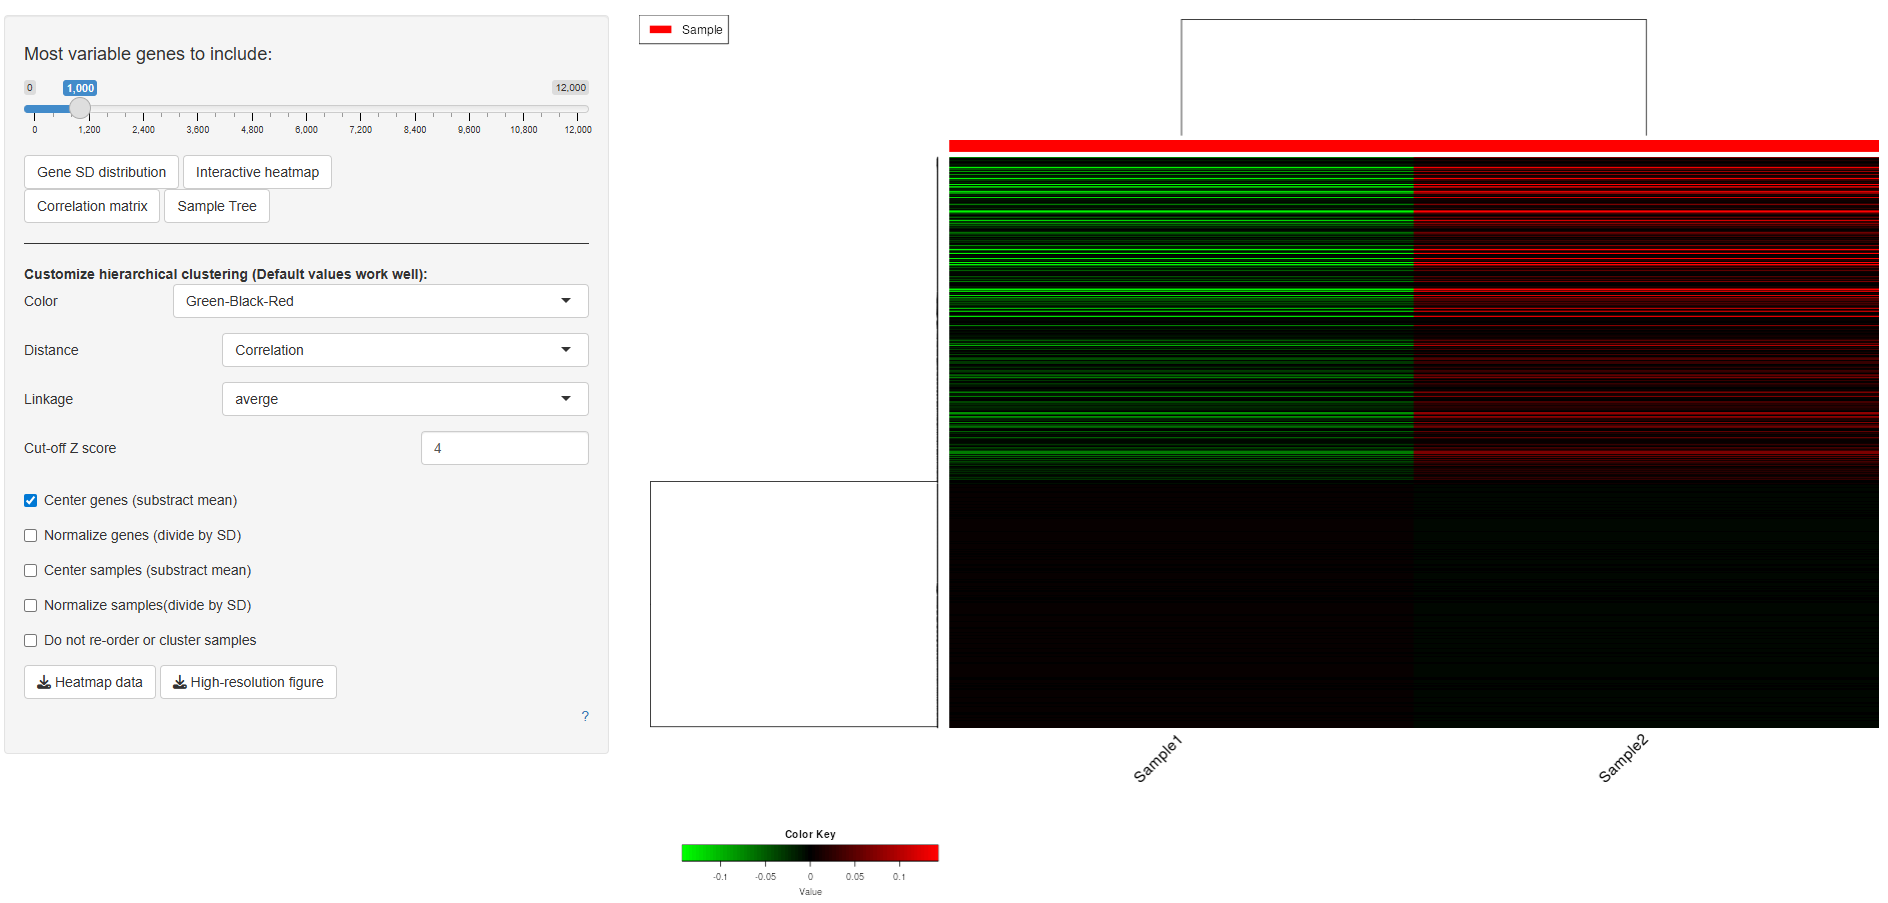 Most variable genes to include:
0
1,000
12,000
0 1,200 2,400 3,600 4,800 6,000 7,200 8,400 9,600 10,800 12,000
Gene SD distribution
Interactive heatmap
Correlation matrix
Sample Tree
Customize hierarchical clustering (Default values work well):
Color
Green-Black-Red
Distance
Correlation
Linkage
averge
Cut-off Z score
4
Center genes (substract mean)
Normalize genes (divide by SD)
Center samples (substract mean)
Normalize samples(divide by SD)
Do not re-order or cluster samples
Heatmap data
High-resolution figure
?
Sample
Sample1
Sample2
Color Key
-0.1 -0.05 0 0.05 0.1
Value